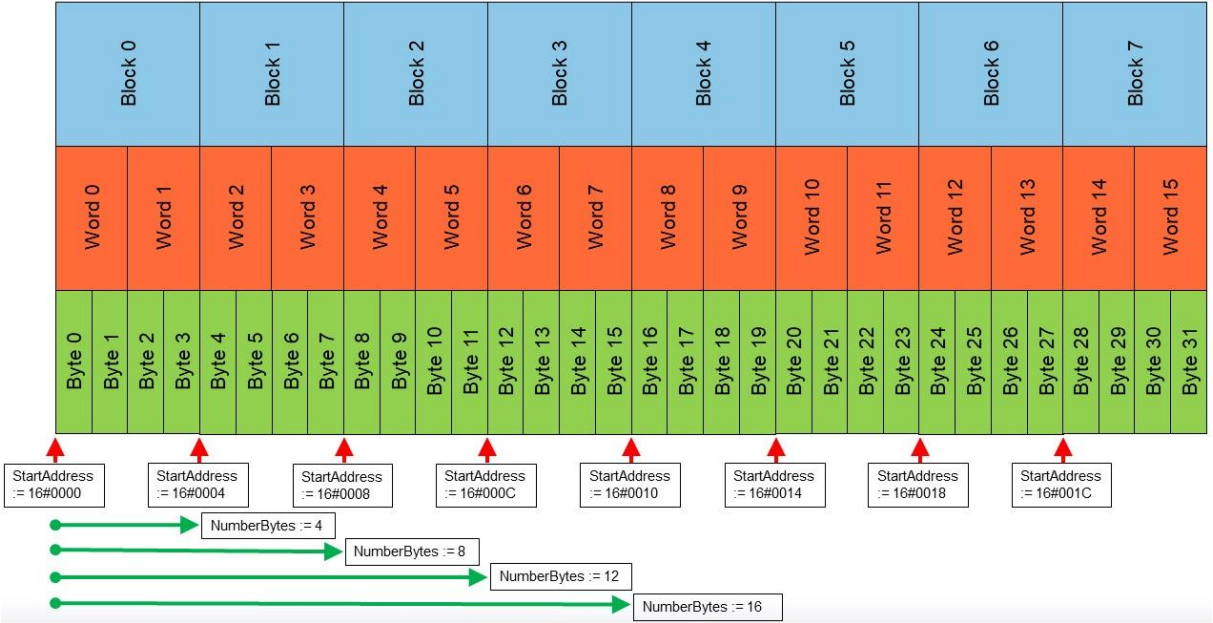 Block 0
Block 1
Block 2
Block 3
Block 4
Block 5
Block 6
Block 7
Word 0
Word 1
Word 2
Word 3
Word 4
Word 5
Word 6
Word 7
Word 8
Word 9
Word 10
Word 11
Word 12
Word 13
Word 14
Word 15
Byte 0
Byte 1
Byte 2
Byte 3
Byte 4
Byte 5
Byte 6
Byte 7
Byte 8
Byte 9
Byte 10
Byte 11
Byte 12
Byte 13
Byte 14
Byte 15
Byte 16
Byte 17
Byte 18
Byte 19
Byte 20
Byte 21
Byte 22
Byte 23
Byte 24
Byte 25
Byte 26
Byte 27
Byte 28
Byte 29
Byte 30
Byte 31
StartAddress
:= 16#0000
StartAddress
:= 16#0004
StartAddress
:= 16#0008
StartAddress
:= 16#000C
StartAddress
:= 16#0010
StartAddress
:= 16#0014
StartAddress
:= 16#0018
StartAddress
:= 16#001C
NumberBytes := 4
NumberBytes := 8
NumberBytes := 12
NumberBytes := 16